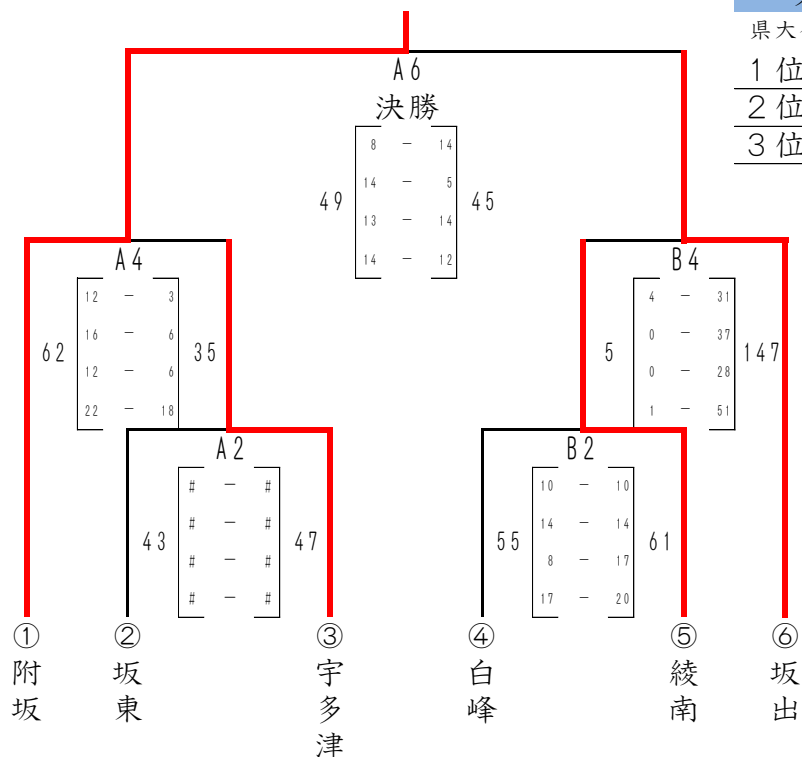 県大
1位
2位
3位
A6
決勝
49
8 － 14
14 － 5
13 － 14
14 － 12
45
A4
62
12 － 3
16 － 6
12 － 6
22 － 18
35
B4
5
4 － 31
0 － 37
0 － 28
1 － 51
147
A2
43
# － #
# － #
# － #
# － #
47
B2
55
10 － 10
14 － 14
8 － 17
17 － 20
61
①附坂
②坂東
③宇多津
④白峰
⑤綾南
⑥坂出